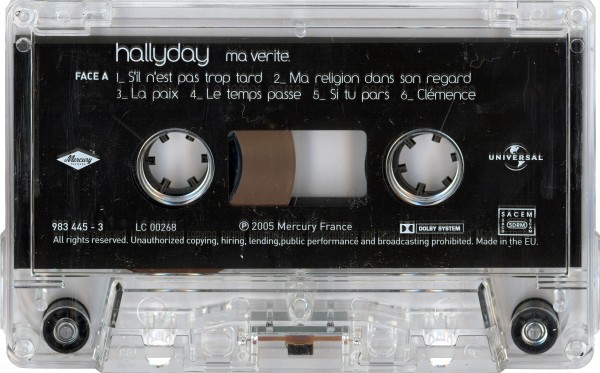 hallyday ma verite.
FACE A 1_ S'il n'est pas trop tard 2_ Ma religion dans son regard
3_ La paix 4_ Le temps passe 5_ Si tu pars 6_ Clémence
Mercury
UNIVERSAL
983 445 - 3 LC 00268 ℗ 2005 Mercury France DOLBY SYSTEM SACEM SDRM
All rights reserved. Unauthorized copying, hiring, lending,public performance and broadcasting prohibited. Made in the EU.